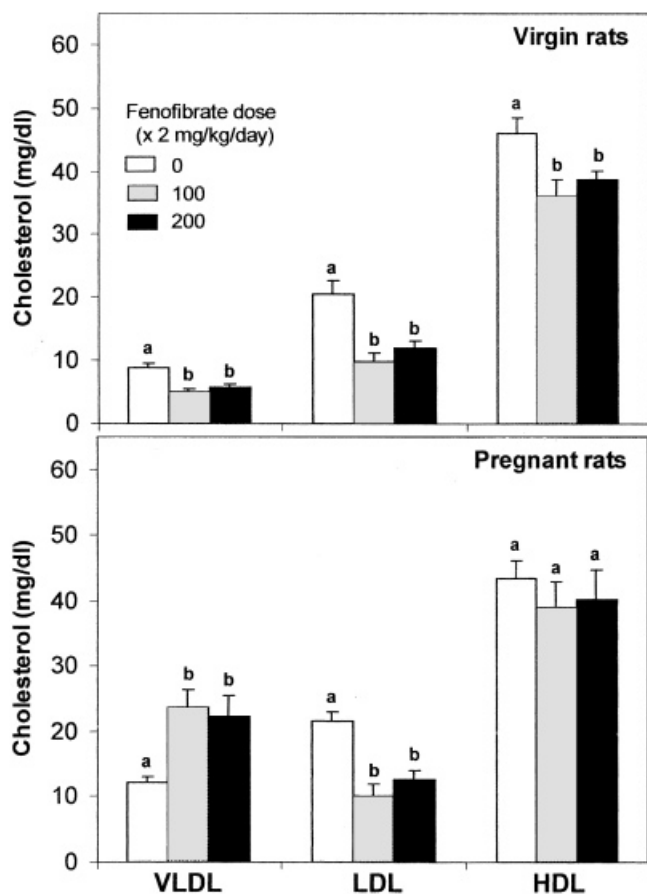 60
50
40
30
20
10
0
Cholesterol (mg/dl)
Virgin rats
Fenofibrate dose
(x 2 mg/kg/day)
0
100
200
a
b
b
a
b
b
a
b
b
60
50
40
30
20
10
0
Cholesterol (mg/dl)
Pregnant rats
a
b
b
a
b
b
a
a
a
VLDL
LDL
HDL